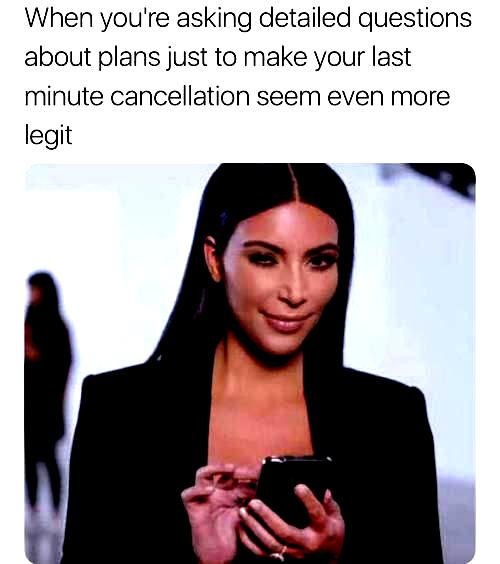 When you're asking detailed questions
about plans just to make your last
minute cancellation seem even more
legit